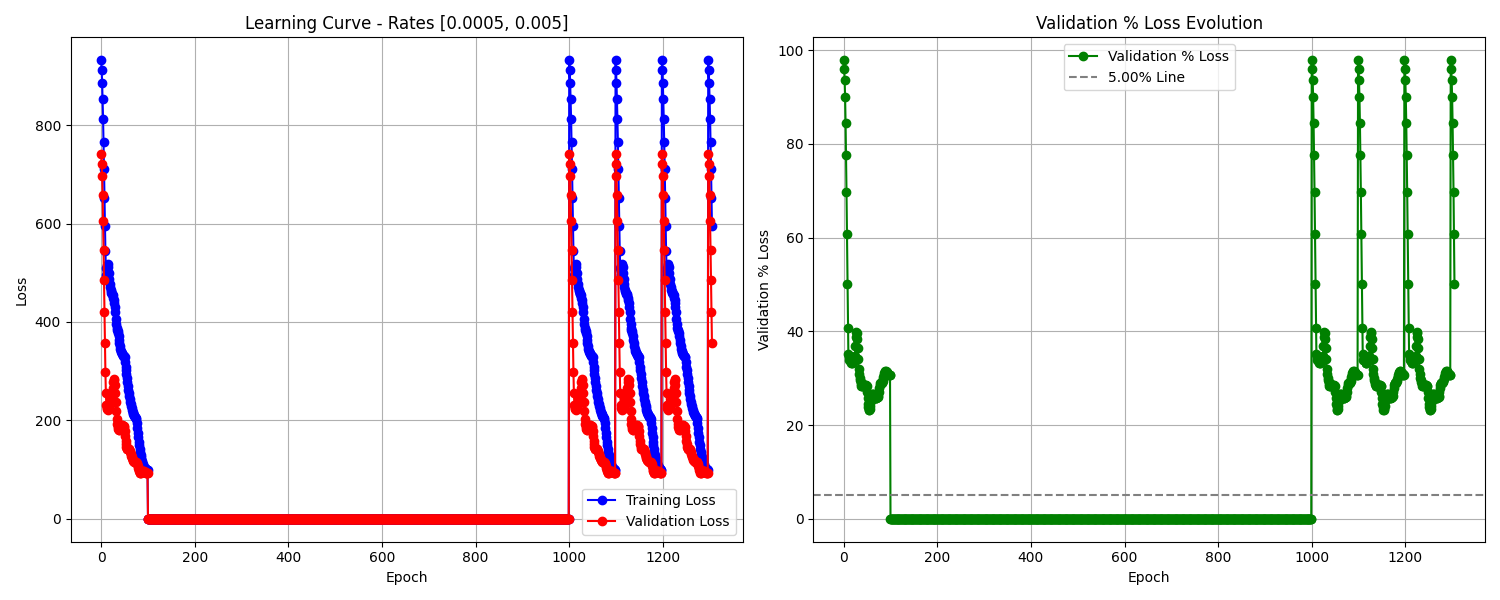 Learning Curve - Rates [0.0005, 0.005]
Loss
800
600
400
200
0
0 200 400 600 800 1000 1200
Epoch
Training Loss
Validation Loss
Validation % Loss Evolution
Validation % Loss
100
80
60
40
20
0
0 200 400 600 800 1000 1200
Epoch
Validation % Loss
5.00% Line